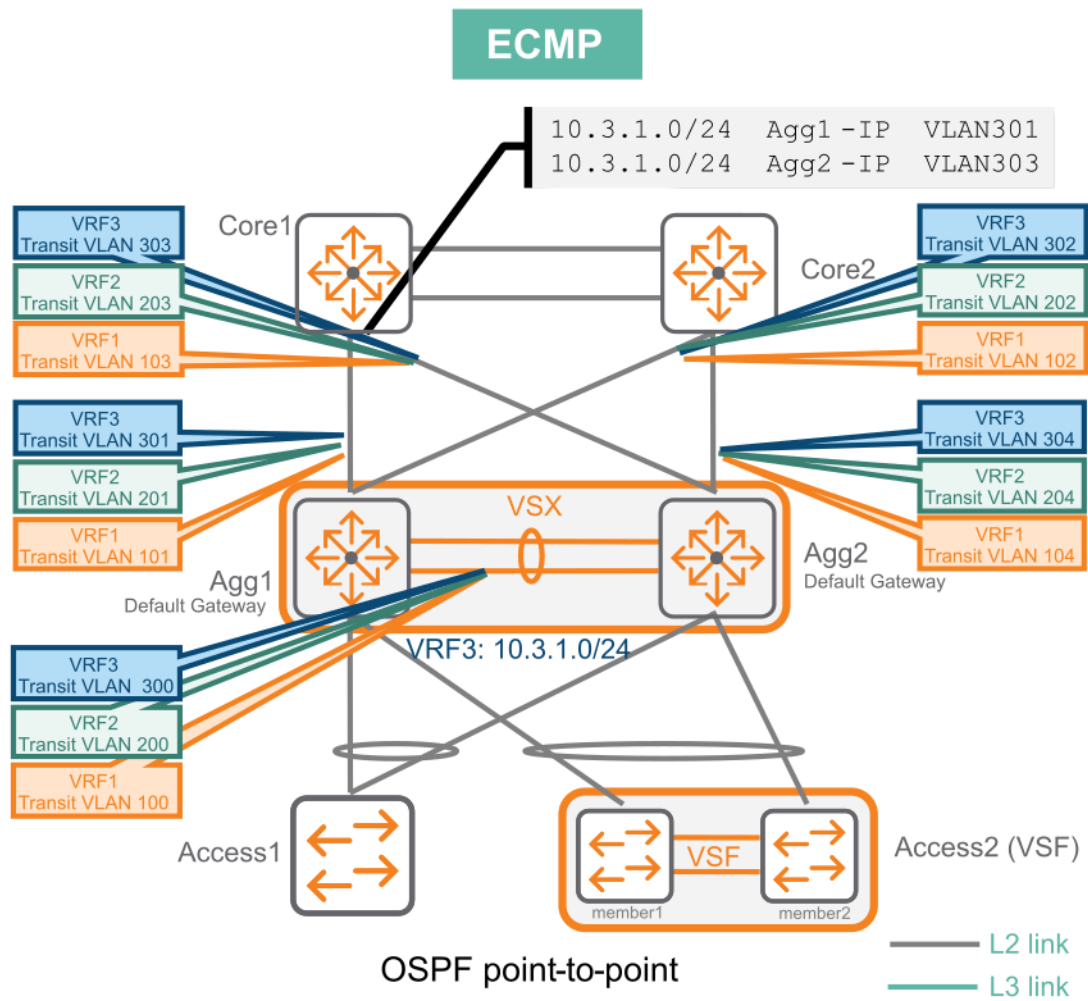 ECMP
10.3.1.0/24 Agg1-IP VLAN301
10.3.1.0/24 Agg2-IP VLAN303
VRF3
Transit VLAN 303
VRF2
Transit VLAN 203
VRF1
Transit VLAN 103
Core1
Core2
VRF3
Transit VLAN 302
VRF2
Transit VLAN 202
VRF1
Transit VLAN 102
VRF3
Transit VLAN 301
VRF2
Transit VLAN 201
VRF1
Transit VLAN 101
VRF3
Transit VLAN 304
VRF2
Transit VLAN 204
VRF1
Transit VLAN 104
VSX
Agg1
Default Gateway
Agg2
Default Gateway
VRF3: 10.3.1.0/24
VRF3
Transit VLAN 300
VRF2
Transit VLAN 200
VRF1
Transit VLAN 100
Access1
VSF
member1
member2
Access2 (VSF)
OSPF point-to-point
L2 link
L3 link